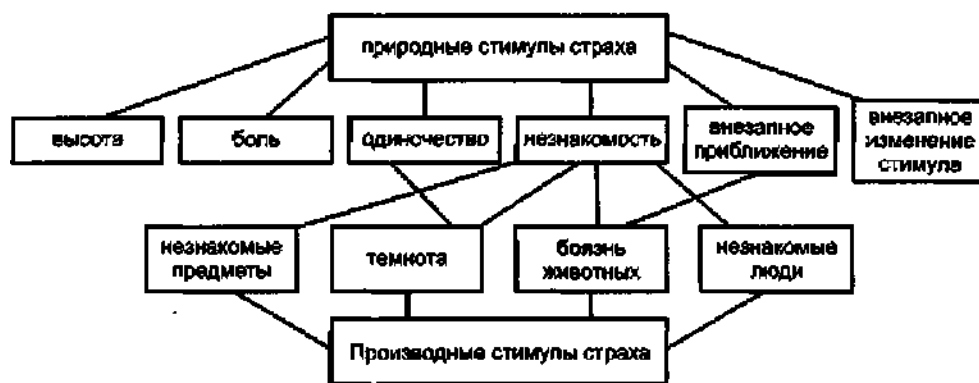 природные стимулы страха
высота
боль
одиночество
незнакомость
внезапное
приближение
внезапное
изменение
стимула
незнакомые
предметы
темнота
боязнь
животных
незнакомые
люди
Производные стимулы страха